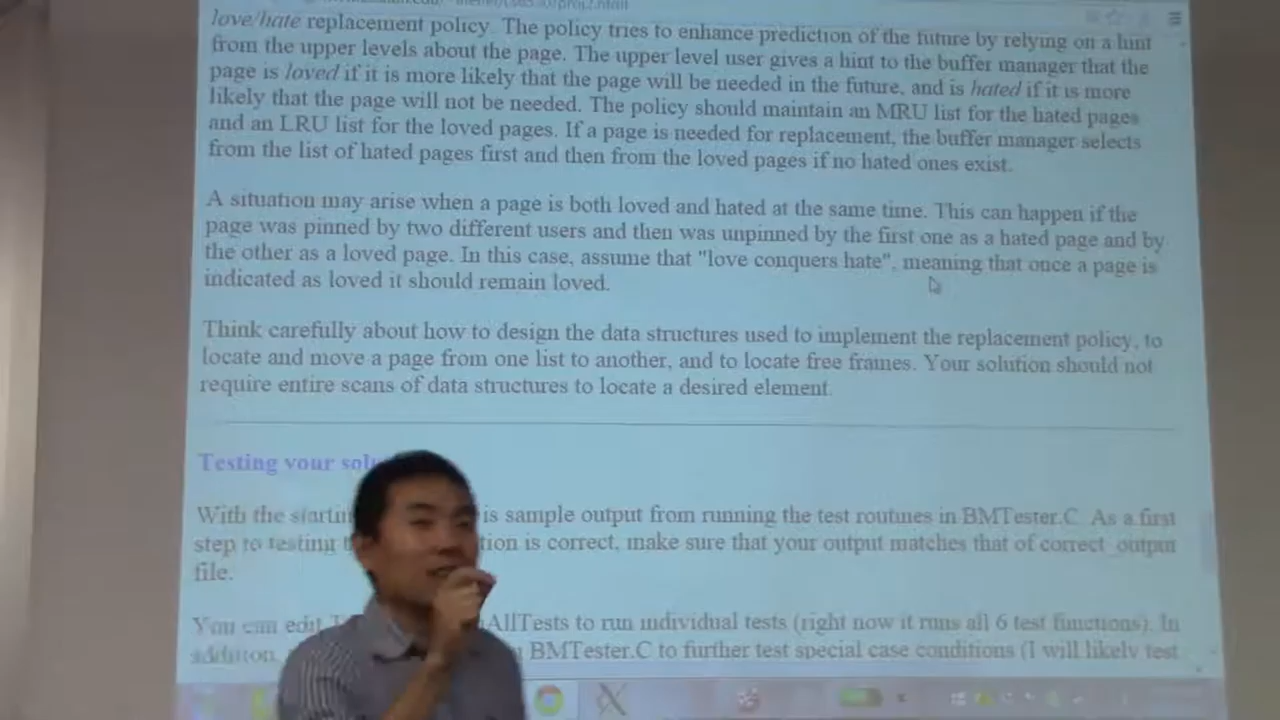 love/hate replacement policy. The policy tries to enhance prediction of the future by relying on a hint
from the upper levels about the page. The upper level user gives a hint to the buffer manager that the
page is loved if it is more likely that the page will be needed in the future, and is hated if it is more
likely that the page will not be needed. The policy should maintain an MRU list for the hated pages
and an LRU list for the loved pages. If a page is needed for replacement, the buffer manager selects
from the list of hated pages first and then from the loved pages if no hated ones exist.
A situation may arise when a page is both loved and hated at the same time. This can happen if the
page was pinned by two different users and then was unpinned by the first one as a hated page and by
the other as a loved page. In this case, assume that "love conquers hate", meaning that once a page is
indicated as loved it should remain loved.
Think carefully about how to design the data structures used to implement the replacement policy, to
locate and move a page from one list to another, and to locate free frames. Your solution should not
require entire scans of data structures to locate a desired element.
Testing your
With the is sample output from running the test routines in BMTester.C. As a first
step to testing is correct, make sure that your output matches that of correct_output
file.
You can edit AllTests to run individual tests (right now it runs all 6 test functions). In
addition, BMTester.C to further test special case conditions (I will likely test